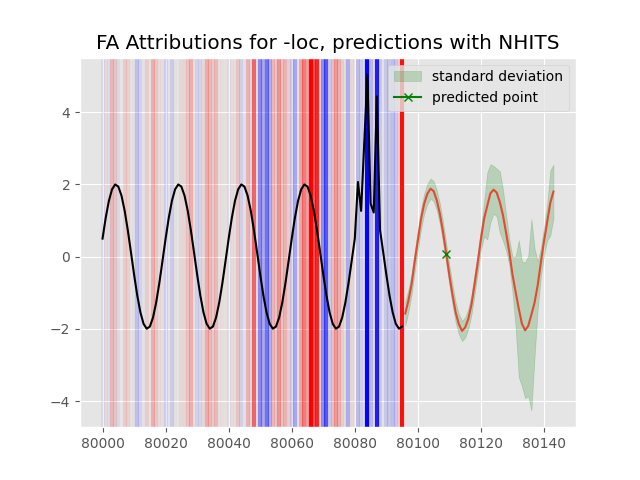 FA Attributions for -loc, predictions with NHITS
standard deviation
predicted point
4
2
0
−2
−4
80000 80020 80040 80060 80080 80100 80120 80140